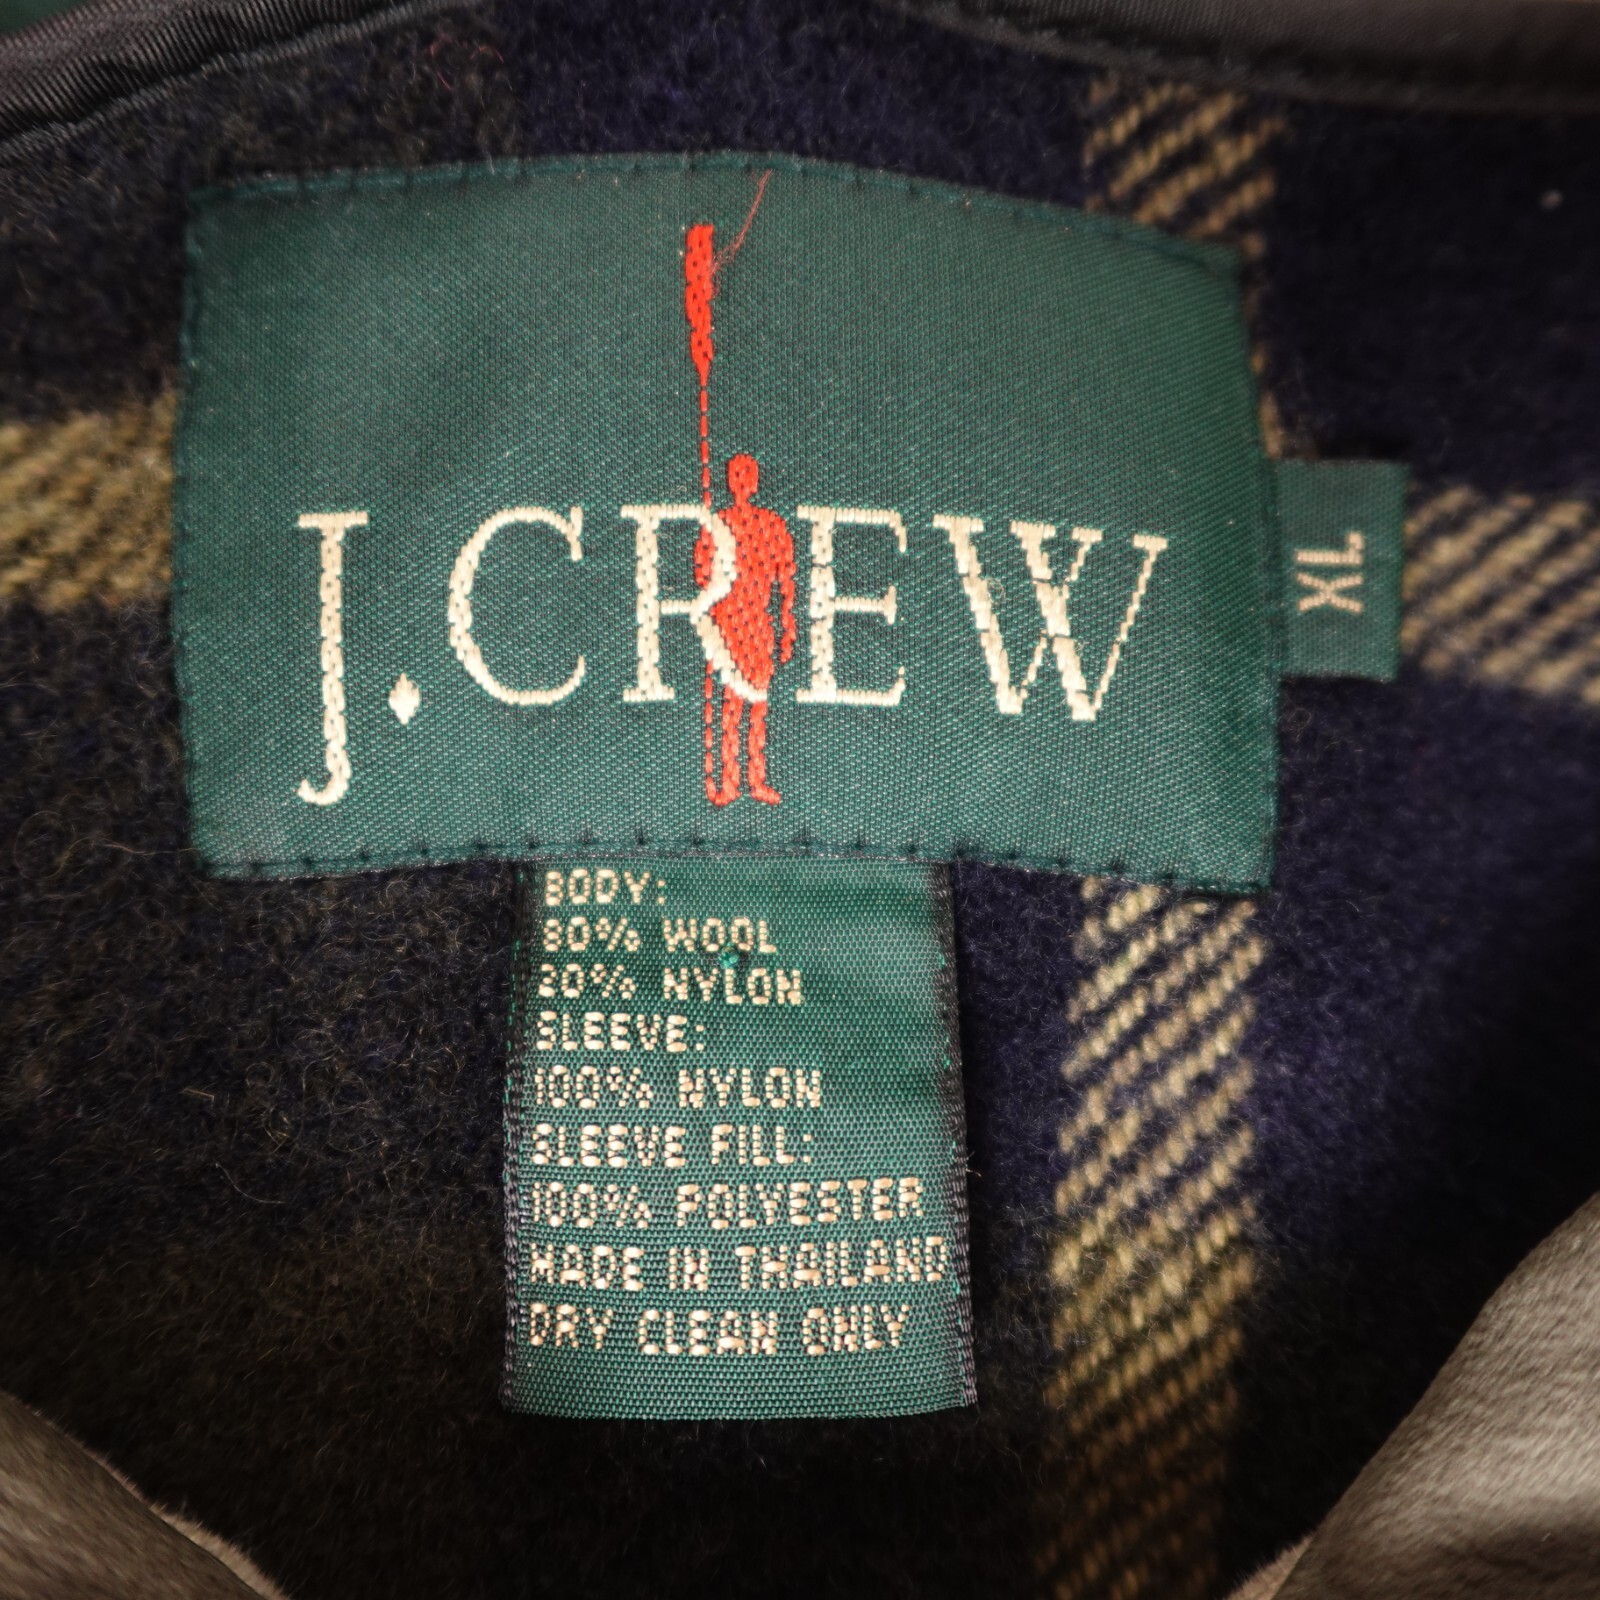 J.CREW
XL
BODY:
80% WOOL
20% NYLON
SLEEVE:
100% NYLON
SLEEVE FILL:
100% POLYESTER
MADE IN THAILAND
DRY CLEAN ONLY